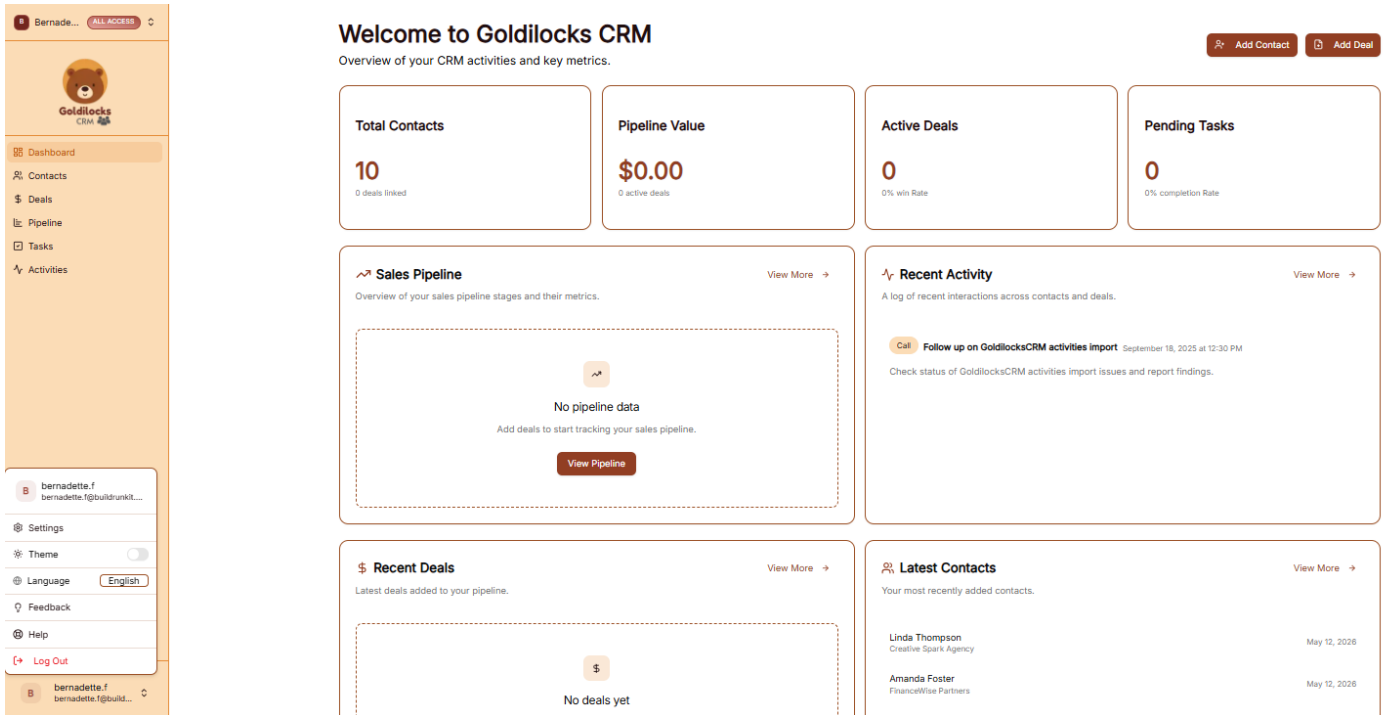 B Bernade... ALL ACCESS
Goldilocks
CRM
Dashboard
Contacts
Deals
Pipeline
Tasks
Activities
B bernadette.f
bernadette.f@buildrunkit....
Settings
Theme
Language English
Feedback
Help
Log Out
B bernadette.f
bernadette.f@build...
Welcome to Goldilocks CRM
Overview of your CRM activities and key metrics.
Add Contact
Add Deal
Total Contacts
10
0 deals linked
Pipeline Value
$0.00
0 active deals
Active Deals
0
0% win Rate
Pending Tasks
0
0% completion Rate
Sales Pipeline View More
Overview of your sales pipeline stages and their metrics.
No pipeline data
Add deals to start tracking your sales pipeline.
View Pipeline
Recent Activity View More
A log of recent interactions across contacts and deals.
Call Follow up on GoldilocksCRM activities import September 18, 2025 at 12:30 PM
Check status of GoldilocksCRM activities import issues and report findings.
Recent Deals View More
Latest deals added to your pipeline.
No deals yet
Latest Contacts View More
Your most recently added contacts.
Linda Thompson
Creative Spark Agency
May 12, 2026
Amanda Foster
FinanceWise Partners
May 12, 2026